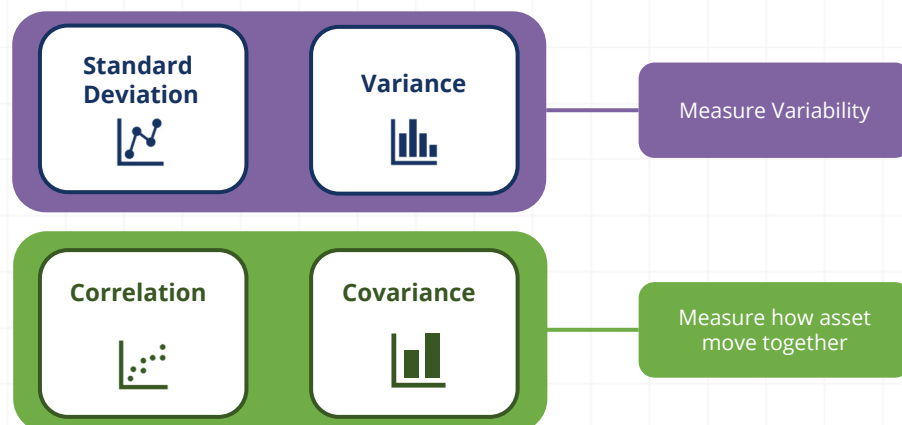 Standard
Deviation
Variance
Measure Variability
Correlation
Covariance
Measure how asset
move together